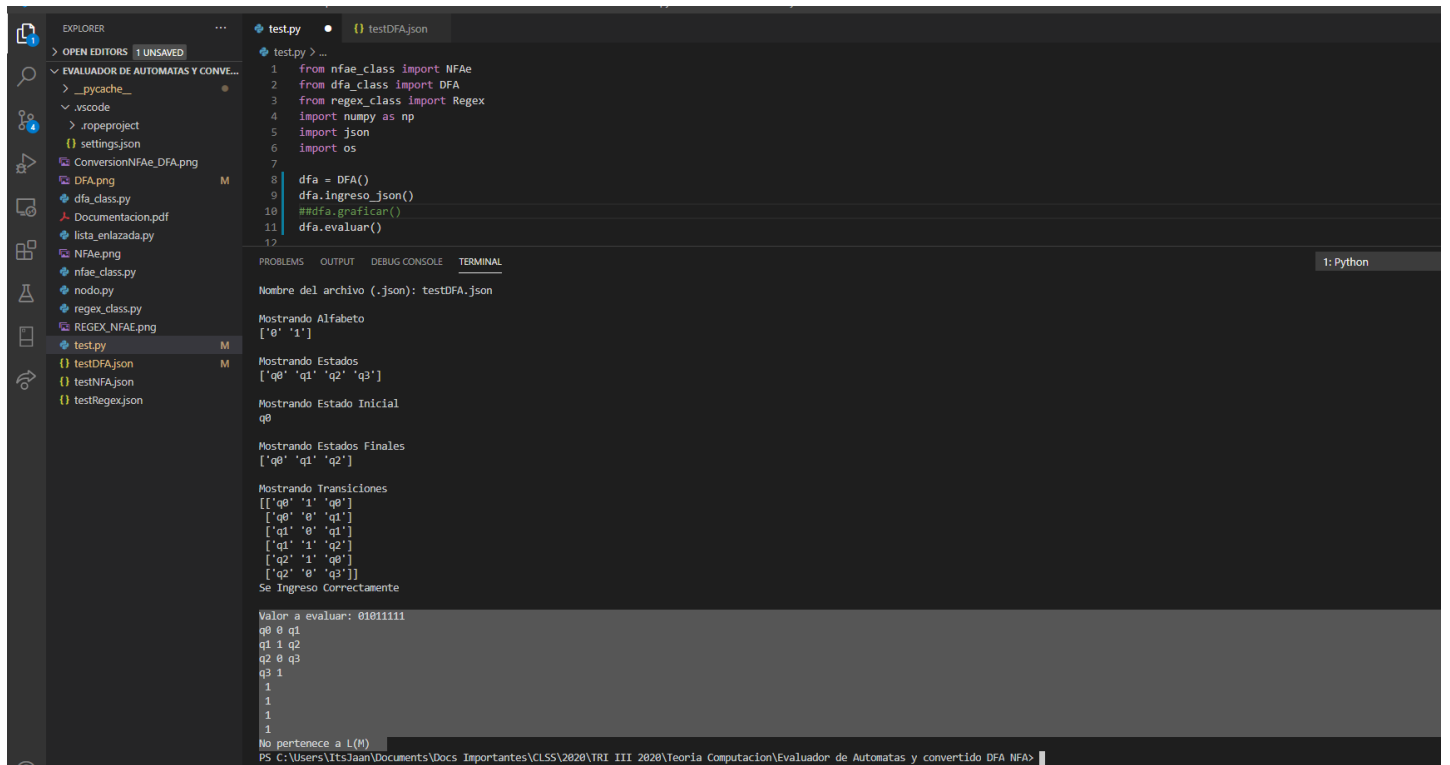 EXPLORER ...
OPEN EDITORS 1 UNSAVED
EVALUADOR DE AUTOMATAS Y CONVE...
__pycache__
.vscode
.ropeproject
{} settings.json
ConversionNFAe_DFA.png
DFA.png M
dfa_class.py
Documentacion.pdf
lista_enlazada.py
NFAe.png
nfae_class.py
nodo.py
regex_class.py
REGEX_NFAE.png
test.py M
{} testDFA.json M
{} testNFA.json
{} testRegex.json
1
4
test.py ● {} testDFA.json
test.py > ...
1 from nfae_class import NFAe
2 from dfa_class import DFA
3 from regex_class import Regex
4 import numpy as np
5 import json
6 import os
7
8 dfa = DFA()
9 dfa.ingreso_json()
10 ##dfa.graficar()
11 dfa.evaluar()
12
PROBLEMS OUTPUT DEBUG CONSOLE TERMINAL 1: Python
Nombre del archivo (.json): testDFA.json
Mostrando Alfabeto
['0' '1']
Mostrando Estados
['q0' 'q1' 'q2' 'q3']
Mostrando Estado Inicial
q0
Mostrando Estados Finales
['q0' 'q1' 'q2']
Mostrando Transiciones
[['q0' '1' 'q0']
['q0' '0' 'q1']
['q1' '0' 'q1']
['q1' '1' 'q2']
['q2' '1' 'q0']
['q2' '0' 'q3']]
Se Ingreso Correctamente
Valor a evaluar: 01011111
q0 0 q1
q1 1 q2
q2 0 q3
q3 1
1
1
1
1
No pertenece a L(M)
PS C:\Users\ItsJaan\Documents\Docs Importantes\CLSS\2020\TRI III 2020\Teoria Computacion\Evaluador de Automatas y convertido DFA NFA>